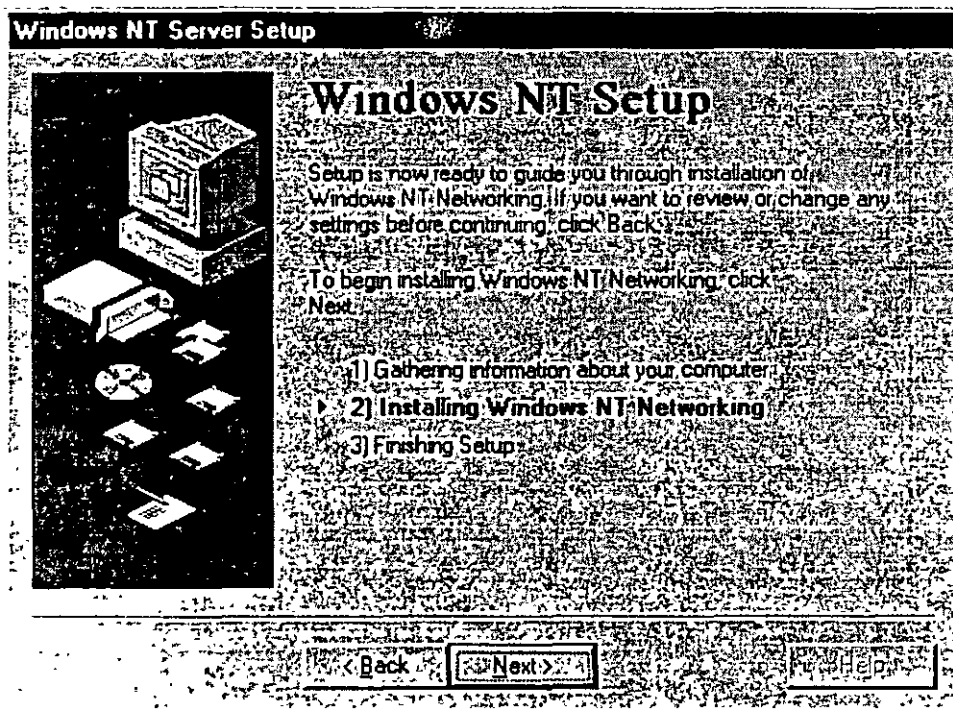 Windows NT Server Setup
Windows NT Setup
Setup is now ready to guide you through installation of
Windows NT Networking. If you want to review or change any
settings before continuing, click Back.
To begin installing Windows NT Networking, click
Next.
1) Gathering information about your computer
2) Installing Windows NT Networking
3) Finishing Setup
< Back
Next >
Help